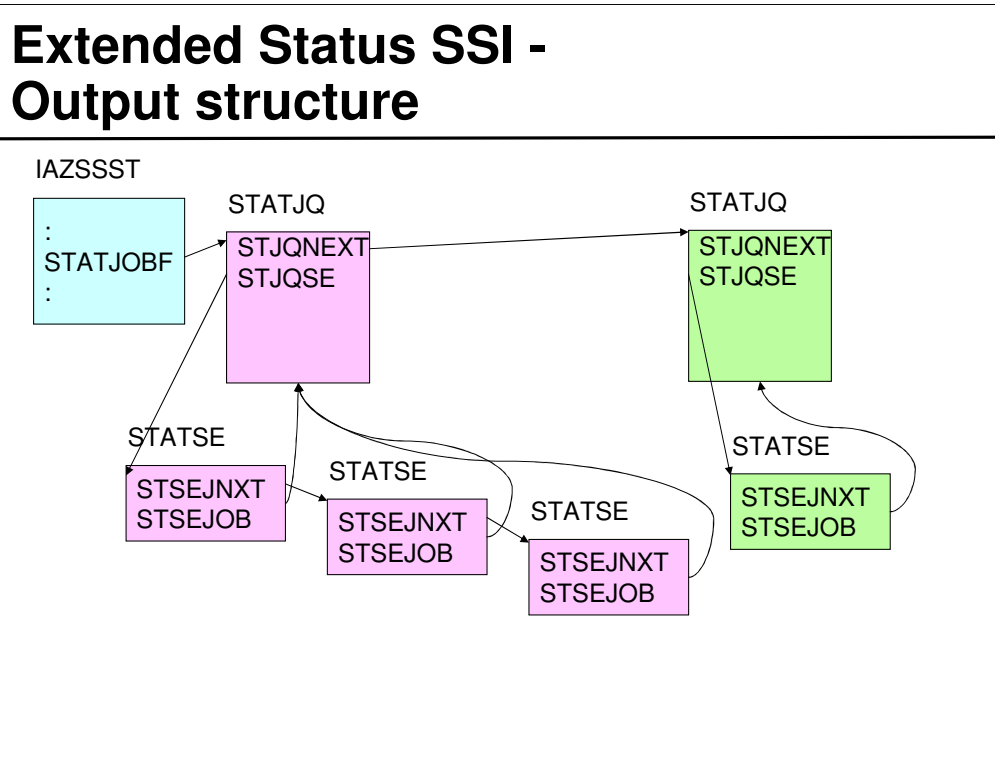 Extended Status SSI -
Output structure
IAZSSST
:
STATJOBF
:
STATJQ
STJQNEXT
STJQSE
STATJQ
STJQNEXT
STJQSE
STATSE
STSEJNXT
STSEJOB
STATSE
STSEJNXT
STSEJOB
STATSE
STSEJNXT
STSEJOB
STATSE
STSEJNXT
STSEJOB